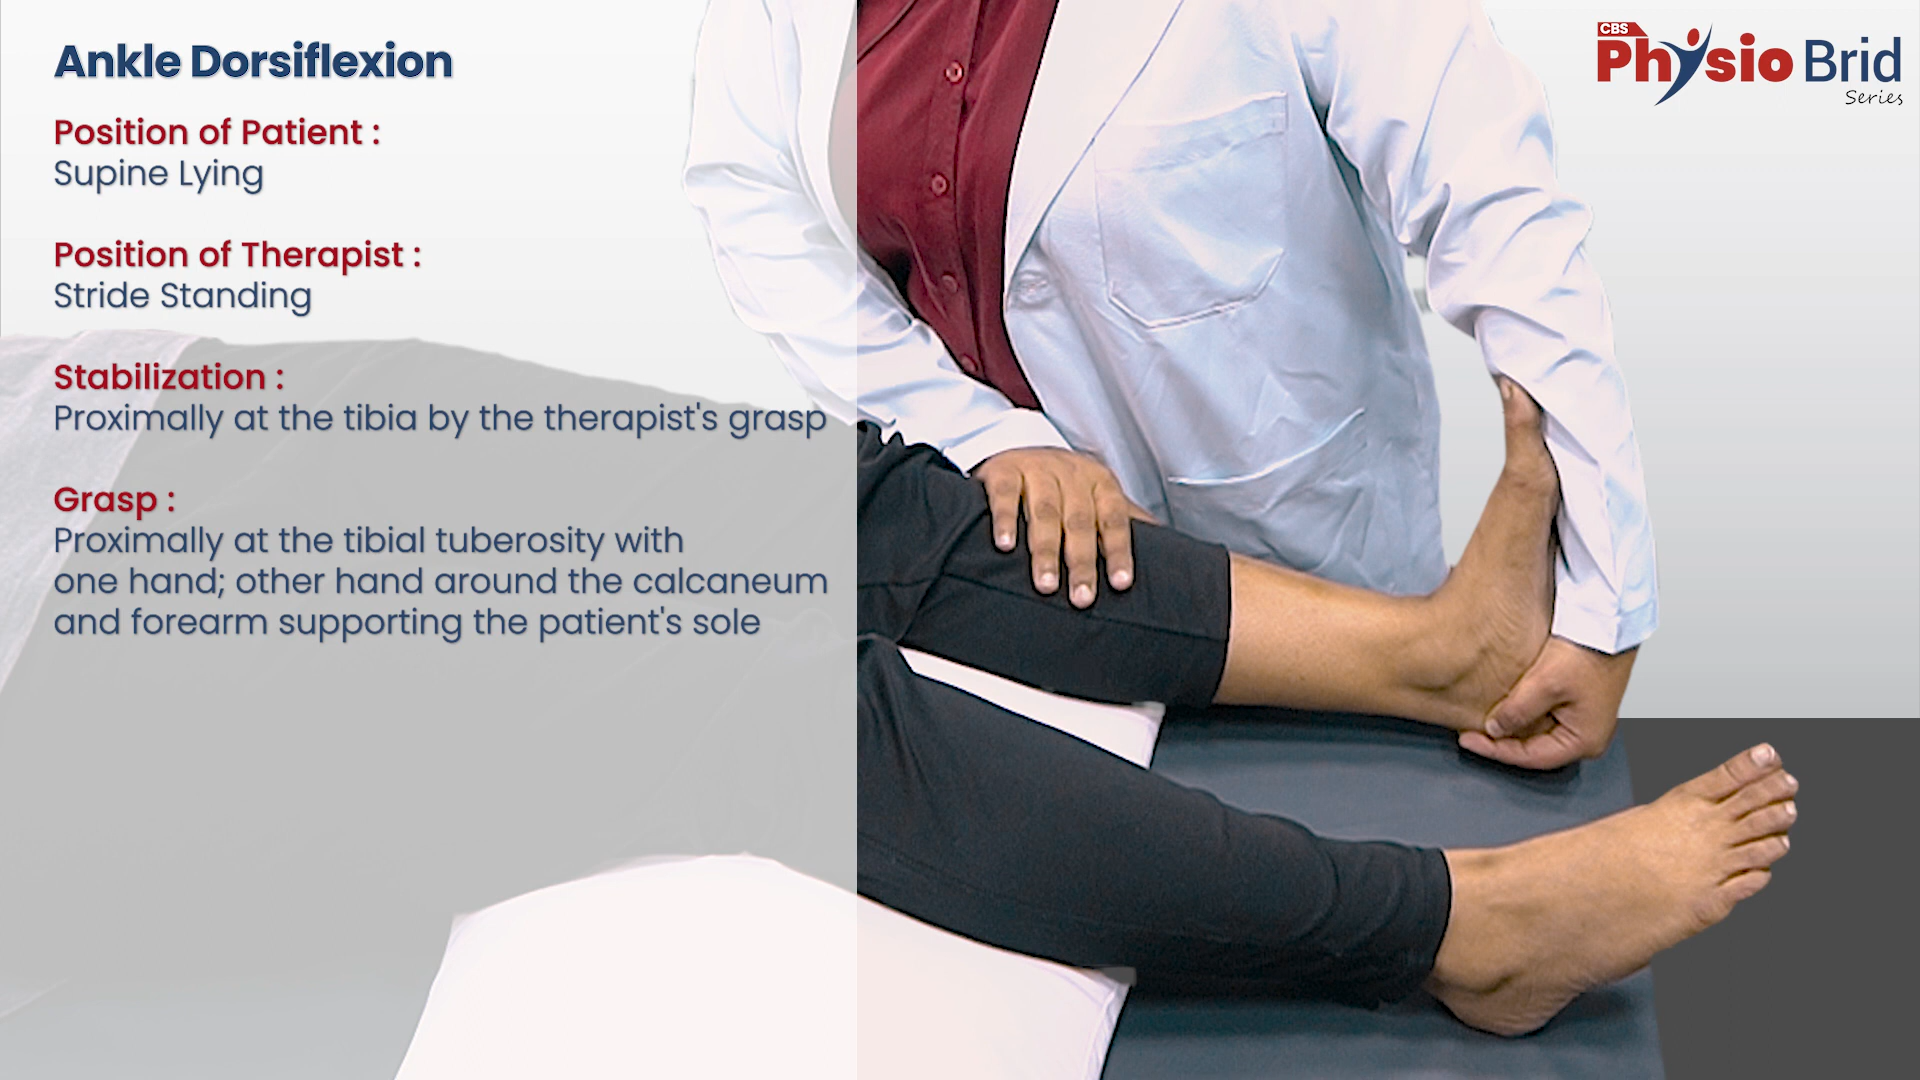 Ankle Dorsiflexion
Position of Patient :
Supine Lying
Position of Therapist :
Stride Standing
Stabilization :
Proximally at the tibia by the therapist's grasp
Grasp :
Proximally at the tibial tuberosity with
one hand; other hand around the calcaneum
and forearm supporting the patient's sole
CBS
Physio Brid
Series